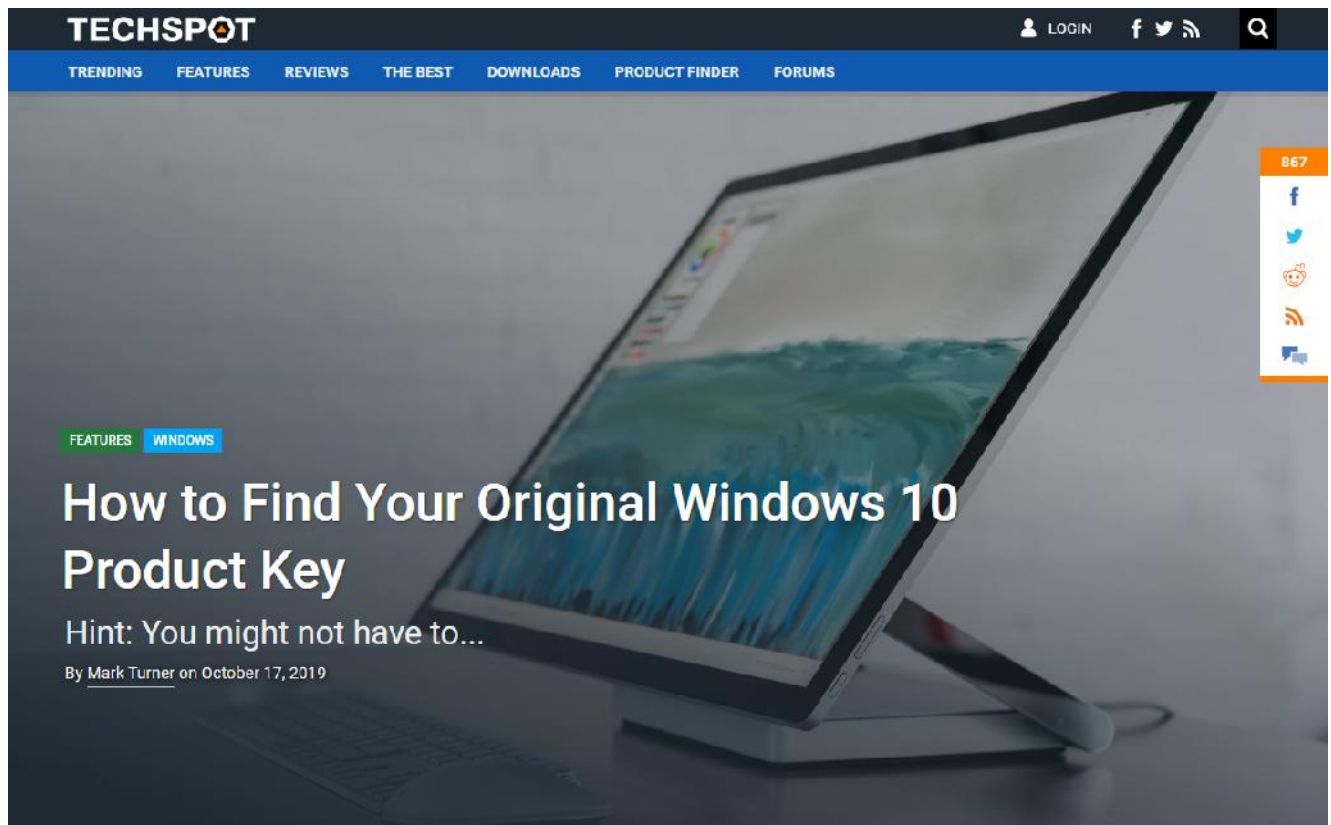 TECHSPOT
LOGIN
TRENDING FEATURES REVIEWS THE BEST DOWNLOADS PRODUCT FINDER FORUMS
867
FEATURES WINDOWS
How to Find Your Original Windows 10
Product Key
Hint: You might not have to...
By Mark Turner on October 17, 2019